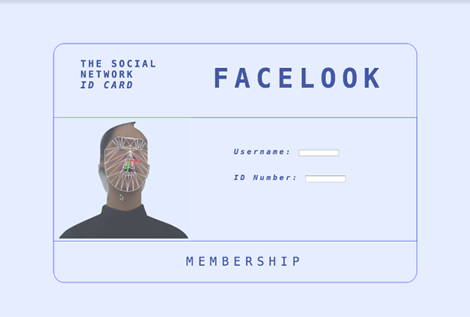 THE SOCIAL
NETWORK
ID CARD
FACELOOK
Username:
ID Number:
MEMBERSHIP